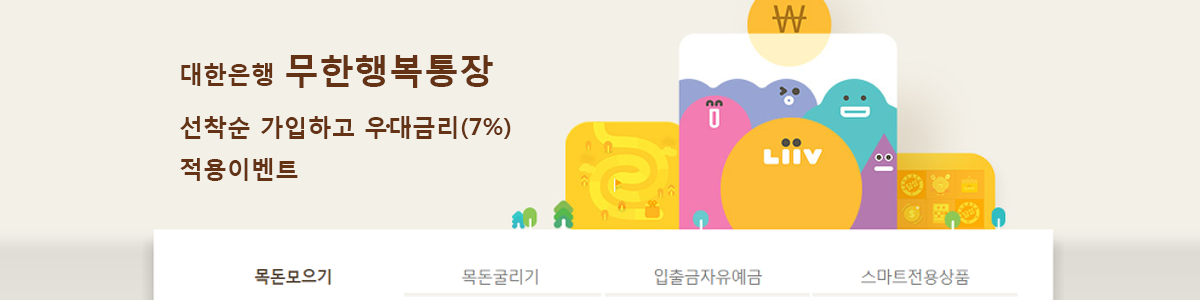 ₩
대한은행 무한행복통장
선착순 가입하고 우대금리(7%)
적용이벤트
Liiv
목돈모으기 목돈굴리기 입출금자유예금 스마트전용상품